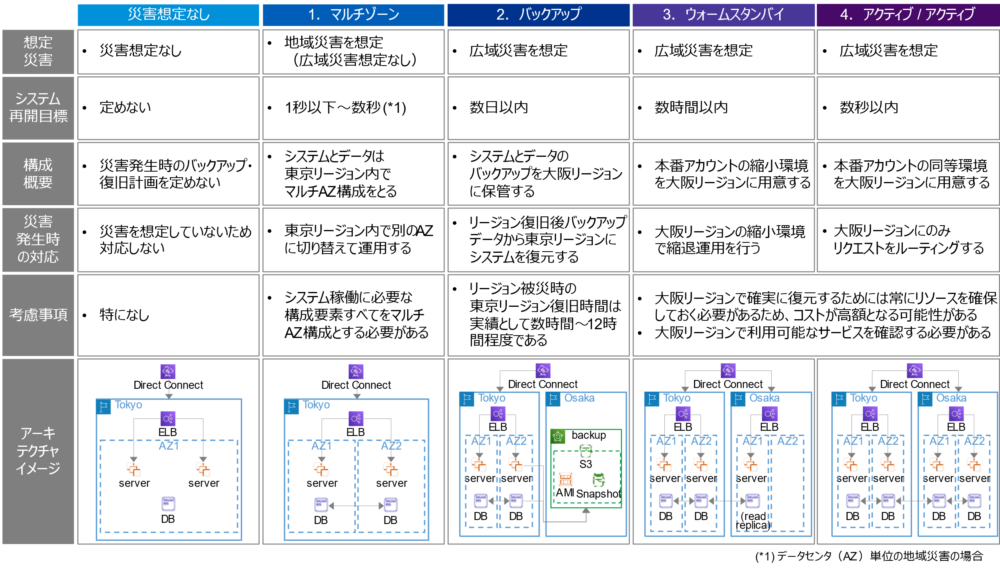 災害想定なし
1. マルチゾーン
2. バックアップ
3. ウォームスタンバイ
4. アクティブ / アクティブ
想定
災害
• 災害想定なし
• 地域災害を想定
（広域災害想定なし）
• 広域災害を想定
• 広域災害を想定
• 広域災害を想定
システム
再開目標
• 定めない
• 1秒以下～数秒 (*1)
• 数日以内
• 数時間以内
• 数秒以内
構成
概要
• 災害発生時のバックアップ・
復旧計画を定めない
• システムとデータは
東京リージョン内で
マルチAZ構成をとる
• システムとデータの
バックアップを大阪リージョン
に保管する
• 本番アカウントの縮小環境
を大阪リージョンに用意する
• 本番アカウントの同等環境
を大阪リージョンに用意する
災害
発生時
の対応
• 災害を想定していないため
対応しない
• 東京リージョン内で別のAZ
に切り替えて運用する
• リージョン復旧後バックアップ
データから東京リージョンに
システムを復元する
• 大阪リージョンの縮小環境
で縮退運用を行う
• 大阪リージョンにのみ
リクエストをルーティングする
考慮事項
• 特になし
• システム稼働に必要な
構成要素すべてをマルチ
AZ構成とする必要がある
• リージョン被災時の
東京リージョン復旧時間は
実績として数時間～12時
間程度である
• 大阪リージョンで確実に復元するためには常にリソースを確保
しておく必要があるため、コストが高額となる可能性がある
• 大阪リージョンで利用可能なサービスを確認する必要がある
アーキ
テクチャ
イメージ
Direct Connect
Tokyo
ELB
AZ1
server
server
DB
Direct Connect
Tokyo
ELB
AZ1
AZ2
server
server
DB
DB
Direct Connect
Tokyo
Osaka
ELB
AZ1
AZ2
server
server
DB
DB
backup
S3
AMI
Snapshot
Direct Connect
Tokyo
Osaka
ELB
ELB
AZ1
AZ2
AZ1
AZ2
server
server
server
DB
DB
(read
replica)
Direct Connect
Tokyo
Osaka
ELB
ELB
AZ1
AZ2
AZ1
AZ2
server
server
server
server
DB
DB
DB
DB
(*1) データセンタ（AZ）単位の地域災害の場合